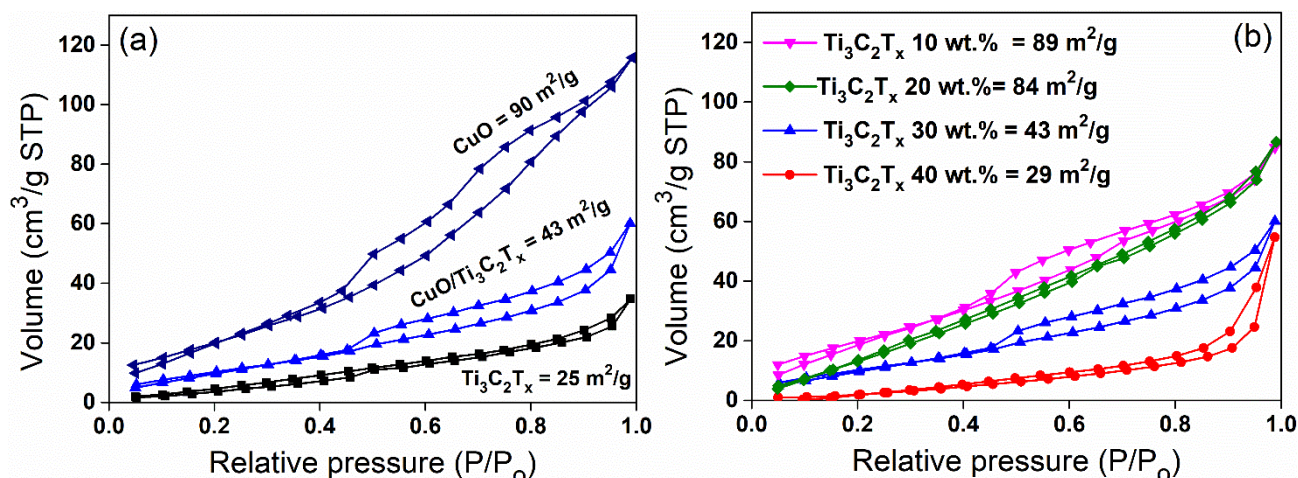 (a)
120
100
80
60
40
20
0
Volume (cm³/g STP)
CuO = 90 m²/g
CuO/Ti₃C₂Tₓ = 43 m²/g
Ti₃C₂Tₓ = 25 m²/g
0.0 0.2 0.4 0.6 0.8 1.0
Relative pressure (P/Pₒ)
(b)
120
100
80
60
40
20
0
Volume (cm³/g STP)
Ti₃C₂Tₓ 10 wt.% = 89 m²/g
Ti₃C₂Tₓ 20 wt.%= 84 m²/g
Ti₃C₂Tₓ 30 wt.% = 43 m²/g
Ti₃C₂Tₓ 40 wt.% = 29 m²/g
0.0 0.2 0.4 0.6 0.8 1.0
Relative pressure (P/Pₒ)